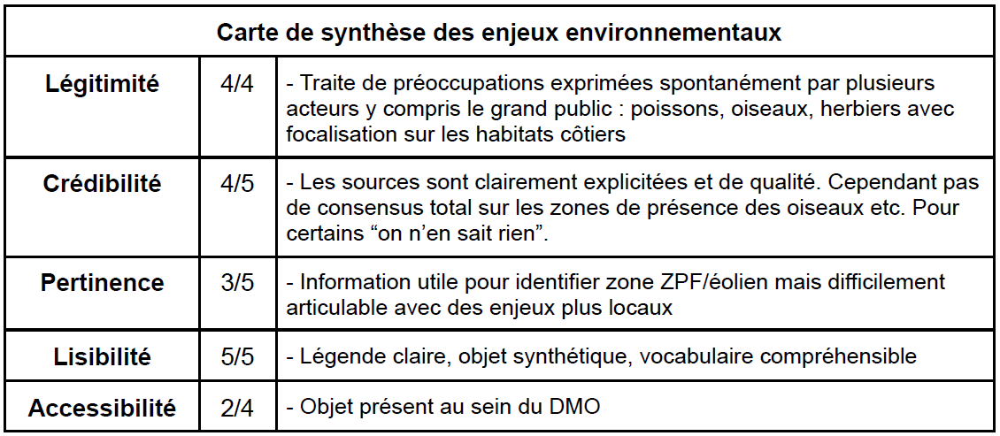 Carte de synthèse des enjeux environnementaux
Légitimité
4/4
- Traite de préoccupations exprimées spontanément par plusieurs
acteurs y compris le grand public : poissons, oiseaux, herbiers avec
focalisation sur les habitats côtiers
Crédibilité
4/5
- Les sources sont clairement explicitées et de qualité. Cependant pas
de consensus total sur les zones de présence des oiseaux etc. Pour
certains “on n’en sait rien”.
Pertinence
3/5
- Information utile pour identifier zone ZPF/éolien mais difficilement
articulable avec des enjeux plus locaux
Lisibilité
5/5
- Légende claire, objet synthétique, vocabulaire compréhensible
Accessibilité
2/4
- Objet présent au sein du DMO